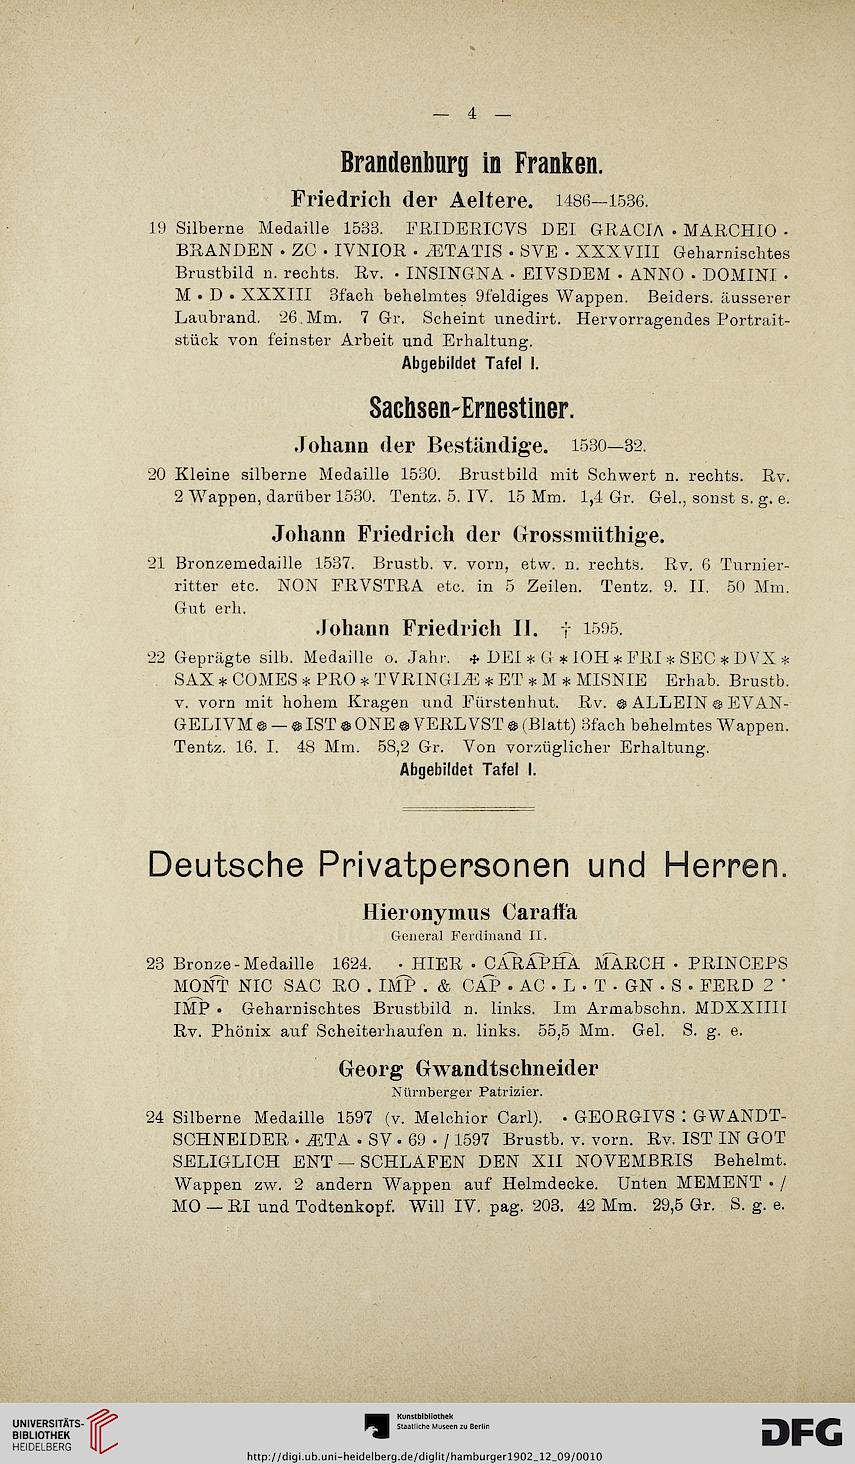 — 4 —
Brandenburg in Franken.
Friedrich der Aeltere. 1486—1536.
19 Silberne Medaille 1533. FRIDERICVS DEI GRACIΛ • MARCHIO •
BRANDEN • ZC • IVNIOR • ÆTATIS • SVE • XXXVIII Geharnischtes
Brustbild n. rechts. Rv. • INSINGNA • EIVSDEM • ANNO • DOMINI •
M • D • XXXIII 3fach behelmtes 9feldiges Wappen. Beiders. äusserer
Laubrand. 26 Mm. 7 Gr. Scheint unedirt. Hervorragendes Portrait-
stück von feinster Arbeit und Erhaltung.
Abgebildet Tafel I.
Sachsen-Ernestiner.
Johann der Beständige. 1530—32.
20 Kleine silberne Medaille 1530. Brustbild mit Schwert n. rechts. Rv.
2 Wappen, darüber 1530. Tentz. 5. IV. 15 Mm. 1,4 Gr. Gel., sonst s. g. e.
Johann Friedrich der Grossmüthige.
21 Bronzemedaille 1537. Brustb. v. vorn, etw. n. rechts. Rv. 6 Turnier-
ritter etc. NON FRVSTRA etc. in 5 Zeilen. Tentz. 9. II. 50 Mm.
Gut erh.
Johann Friedrich II. † 1595.
22 Geprägte silb. Medaille o. Jahr. ✤ DEI * G * IOH * FRI * SEC * DVX *
SAX * COMES * PRO * TVRINGIÆ * ET * M * MISNIE Erhab. Brustb.
v. vorn mit hohem Kragen und Fürstenhut. Rv. ❁ ALLEIN ❁ EVAN-
GELIVM ❁ — ❁ IST ❁ ONE ❁ VERLVST ❁ (Blatt) 3fach behelmtes Wappen.
Tentz. 16. I. 48 Mm. 58,2 Gr. Von vorzüglicher Erhaltung.
Abgebildet Tafel I.
Deutsche Privatpersonen und Herren.
Hieronymus Caraffa
General Ferdinand II.
23 Bronze-Medaille 1624. • HIER • CARAPHA MARCH • PRINCEPS
MONT NIC SAC RO . IMP . & CAP • AC • L • T • GN • S • FERD 2 •
IMP • Geharnischtes Brustbild n. links. Im Armabschn. MDXXIIII
Rv. Phönix auf Scheiterhaufen n. links. 55,5 Mm. Gel. S. g. e.
Georg Gwandtschneider
Nürnberger Patrizier.
24 Silberne Medaille 1597 (v. Melchior Carl). • GEORGIVS : GWANDT-
SCHNEIDER • ÆTA • SV • 69 • / 1597 Brustb. v. vorn. Rv. IST IN GOT
SELIGLICH ENT — SCHLAFEN DEN XII NOVEMBRIS Behelmt.
Wappen zw. 2 andern Wappen auf Helmdecke. Unten MEMENT • /
MO — RI und Todtenkopf. Will IV. pag. 203. 42 Mm. 29,5 Gr. S. g. e.
UNIVERSITÄTS-
BIBLIOTHEK
HEIDELBERG
Kunstbibliothek
Staatliche Museen zu Berlin
http://digi.ub.uni-heidelberg.de/diglit/hamburger1902_12_09/0010
DFG